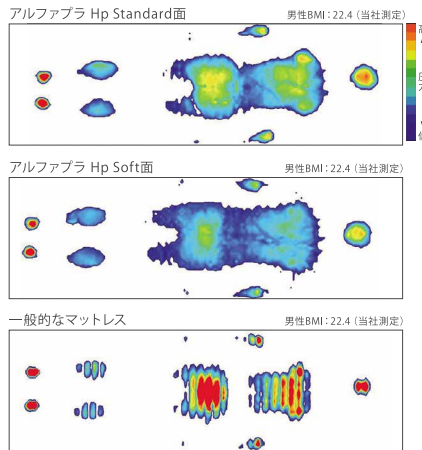 アルファプラ Hp Standard面
男性BMI：22.4（当社測定）
アルファプラ Hp Soft面
男性BMI：22.4（当社測定）
一般的なマットレス
男性BMI：22.4（当社測定）